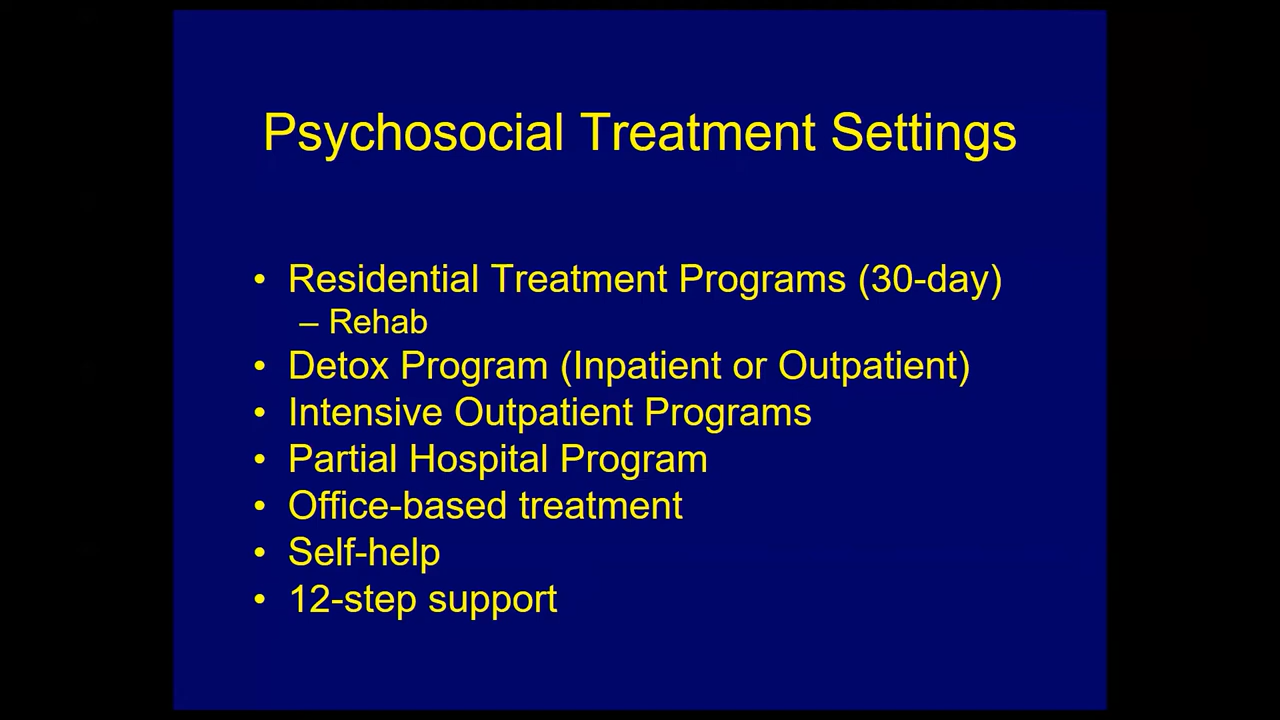 Psychosocial Treatment Settings
• Residential Treatment Programs (30-day)
– Rehab
• Detox Program (Inpatient or Outpatient)
• Intensive Outpatient Programs
• Partial Hospital Program
• Office-based treatment
• Self-help
• 12-step support